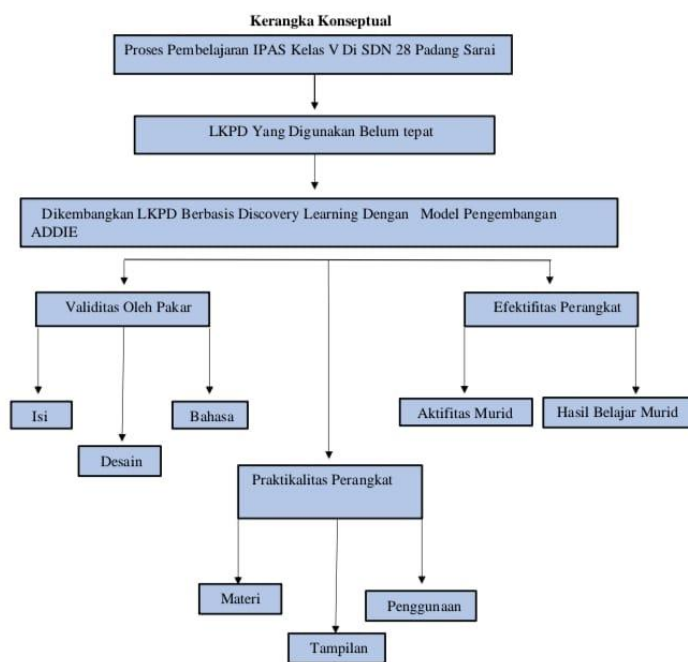 Kerangka Konseptual
Proses Pembelajaran IPAS Kelas V Di SDN 28 Padang Sarai
LKPD Yang Digunakan Belum tepat
Dikembangkan LKPD Berbasis Discovery Learning Dengan Model Pengembangan
ADDIE
Validitas Oleh Pakar
Efektifitas Perangkat
Isi
Bahasa
Aktifitas Murid
Hasil Belajar Murid
Desain
Praktikalitas Perangkat
Materi
Penggunaan
Tampilan